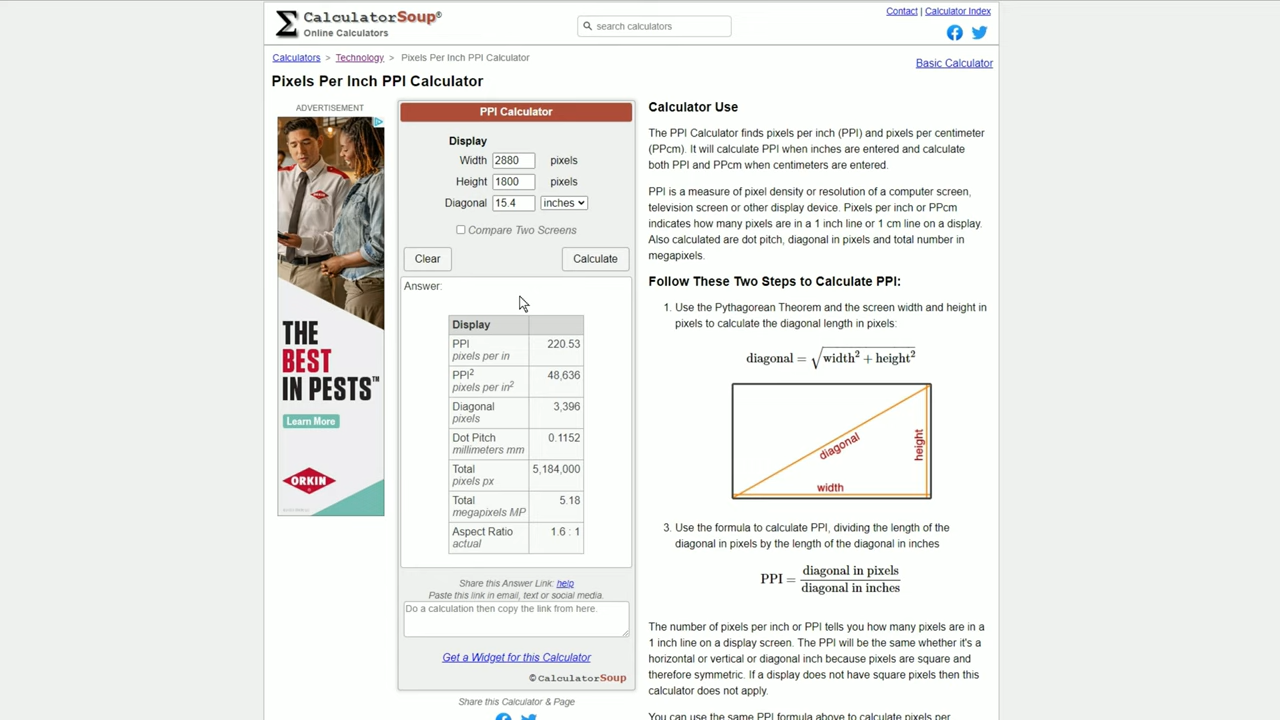 CalculatorSoup®
Online Calculators
search calculators
Contact | Calculator Index
Calculators > Technology > Pixels Per Inch PPI Calculator
Basic Calculator
Pixels Per Inch PPI Calculator
ADVERTISEMENT
THE
BEST
IN PESTS™
Learn More
ORKIN
PPI Calculator
Display
Width 2880 pixels
Height 1800 pixels
Diagonal 15.4 inches
Compare Two Screens
Clear Calculate
Answer:
Display
PPI 220.53
pixels per in
PPI² 48,636
pixels per in²
Diagonal 3,396
pixels
Dot Pitch 0.1152
millimeters mm
Total 5,184,000
pixels px
Total 5.18
megapixels MP
Aspect Ratio 1.6 : 1
actual
Share this Answer Link: help
Paste this link in email, text or social media.
Do a calculation then copy the link from here.
Get a Widget for this Calculator
© CalculatorSoup
Share this Calculator & Page
Calculator Use
The PPI Calculator finds pixels per inch (PPI) and pixels per centimeter
(PPcm). It will calculate PPI when inches are entered and calculate
both PPI and PPcm when centimeters are entered.
PPI is a measure of pixel density or resolution of a computer screen,
television screen or other display device. Pixels per inch or PPcm
indicates how many pixels are in a 1 inch line or 1 cm line on a display.
Also calculated are dot pitch, diagonal in pixels and total number in
megapixels.
Follow These Two Steps to Calculate PPI:
1. Use the Pythagorean Theorem and the screen width and height in
pixels to calculate the diagonal length in pixels:
diagonal = √width² + height²
diagonal
height
width
3. Use the formula to calculate PPI, dividing the length of the
diagonal in pixels by the length of the diagonal in inches
PPI = diagonal in pixels
diagonal in inches
The number of pixels per inch or PPI tells you how many pixels are in a
1 inch line on a display screen. The PPI will be the same whether it's a
horizontal or vertical or diagonal inch because pixels are square and
therefore symmetric. If a display does not have square pixels then this
calculator does not apply.
You can use the same PPI formula above to calculate pixels per